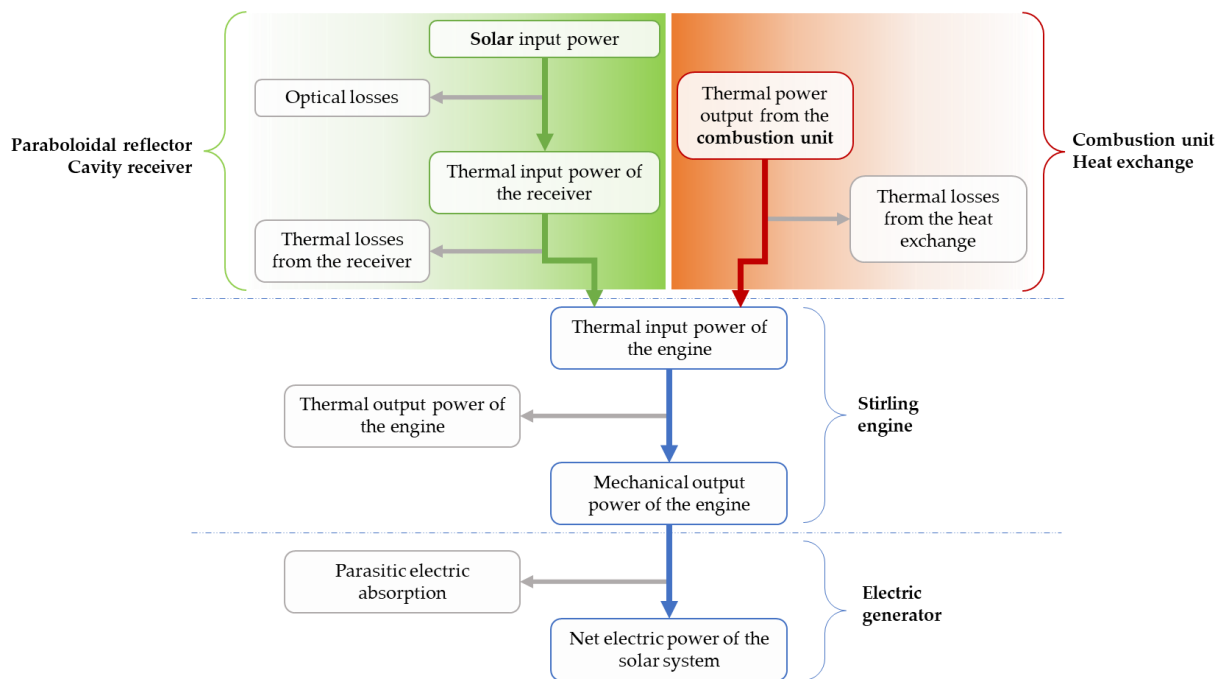 Solar input power
Optical losses
Thermal power
output from the
combustion unit
Paraboloidal reflector
Cavity receiver
Combustion unit
Heat exchange
Thermal input power of
the receiver
Thermal losses
from the heat
exchange
Thermal losses
from the receiver
Thermal input power of
the engine
Thermal output power of
the engine
Stirling
engine
Mechanical output
power of the engine
Parasitic electric
absorption
Electric
generator
Net electric power of the
solar system